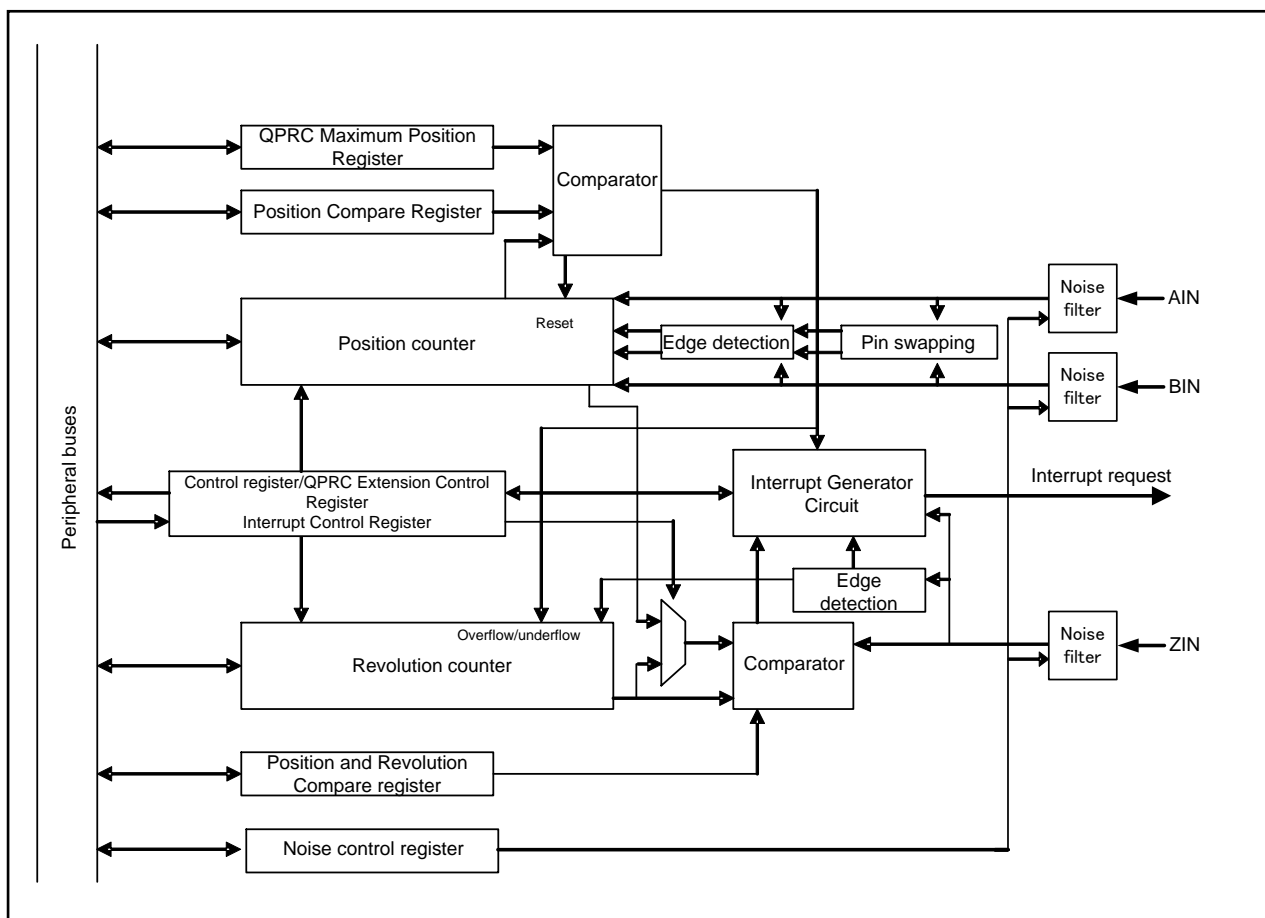 QPRC Maximum Position
Register
Comparator
Position Compare Register
Noise
filter
AIN
Reset
Position counter
Edge detection
Pin swapping
Noise
filter
BIN
Peripheral buses
Control register/QPRC Extension Control
Register
Interrupt Control Register
Interrupt Generator
Circuit
Interrupt request
Edge
detection
Overflow/underflow
Revolution counter
Comparator
Noise
filter
ZIN
Position and Revolution
Compare register
Noise control register